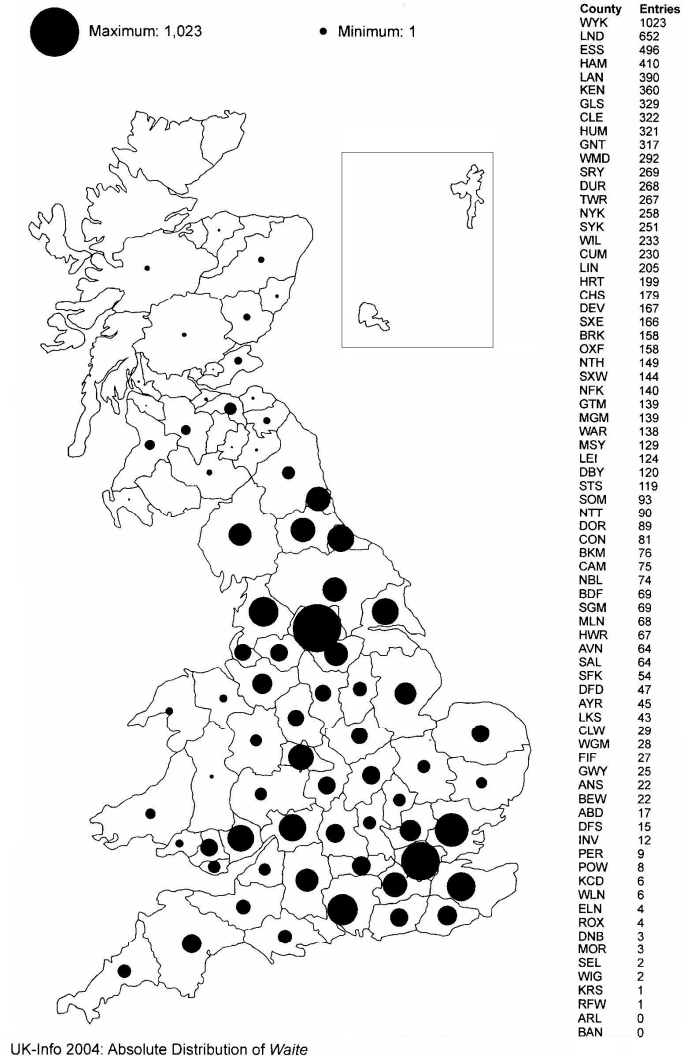 Maximum: 1,023
Minimum: 1
County Entries
WYK 1023
LND 652
ESS 496
HAM 410
LAN 390
KEN 360
GLS 329
CLE 322
HUM 321
GNT 317
WMD 292
SRY 269
DUR 268
TWR 267
NYK 258
SYK 251
WIL 233
CUM 230
LIN 205
HRT 199
CHS 179
DEV 167
SXE 166
BRK 158
OXF 158
NTH 149
SXW 144
NFK 140
GTM 139
MGM 139
WAR 138
MSY 129
LEI 124
DBY 120
STS 119
SOM 93
NTT 90
DOR 89
CON 81
BKM 76
CAM 75
NBL 74
BDF 69
SGM 69
MLN 68
HWR 67
AVN 64
SAL 64
SFK 54
DFD 47
AYR 45
LKS 43
CLW 29
WGM 28
FIF 27
GWY 25
ANS 22
BEW 22
ABD 17
DFS 15
INV 12
PER 9
POW 8
KCD 6
WLN 6
ELN 4
ROX 4
DNB 3
MOR 3
SEL 2
WIG 2
KRS 1
RFW 1
ARL 0
BAN 0
UK-Info 2004: Absolute Distribution of Waite